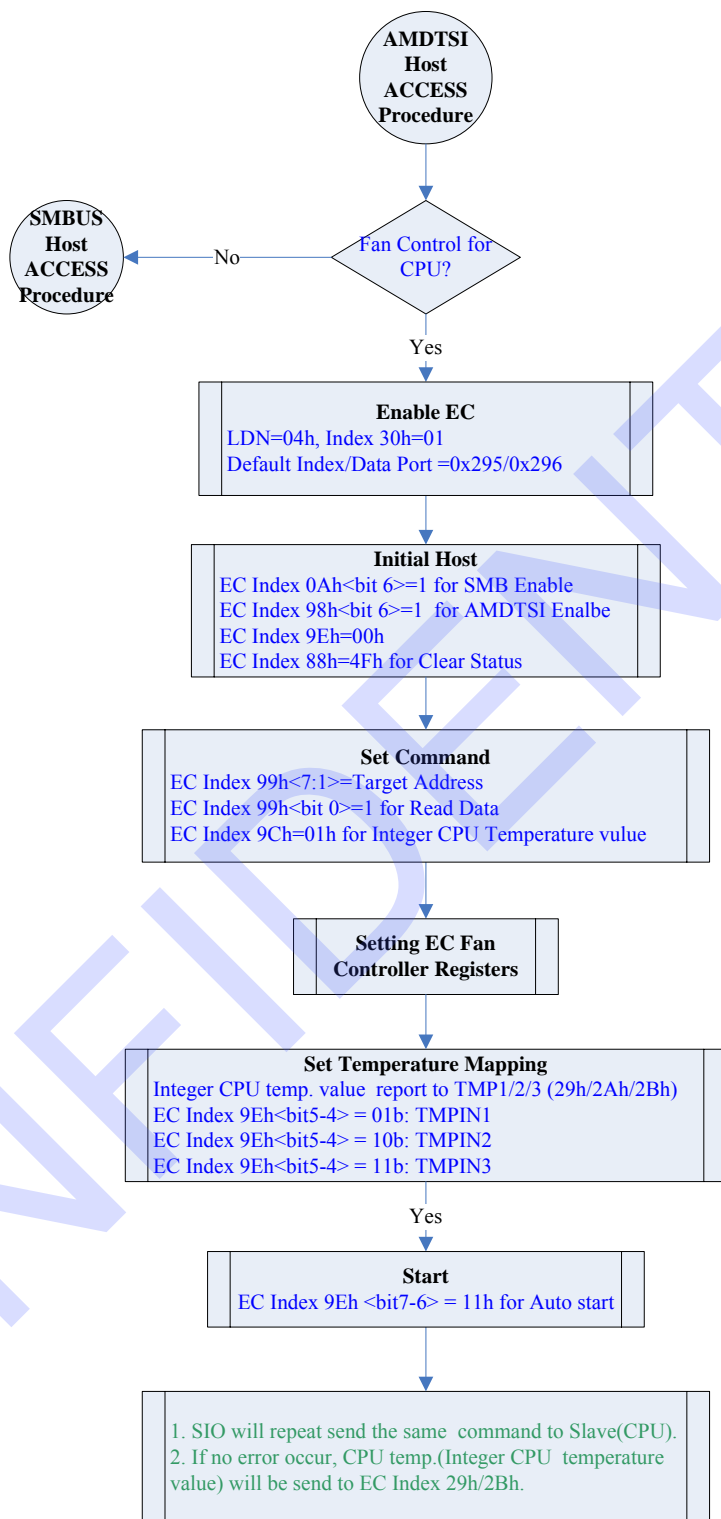 AMDTSI
Host
ACCESS
Procedure
SMBUS
Host
ACCESS
Procedure
No
Fan Control for
CPU?
Yes
Enable EC
LDN=04h, Index 30h=01
Default Index/Data Port =0x295/0x296
Initial Host
EC Index 0Ah<bit 6>=1 for SMB Enable
EC Index 98h<bit 6>=1 for AMDTSI Enalbe
EC Index 9Eh=00h
EC Index 88h=4Fh for Clear Status
Set Command
EC Index 99h<7:1>=Target Address
EC Index 99h<bit 0>=1 for Read Data
EC Index 9Ch=01h for Integer CPU Temperature vulue
Setting EC Fan
Controller Registers
Set Temperature Mapping
Integer CPU temp. value report to TMP1/2/3 (29h/2Ah/2Bh)
EC Index 9Eh<bit5-4> = 01b: TMPIN1
EC Index 9Eh<bit5-4> = 10b: TMPIN2
EC Index 9Eh<bit5-4> = 11b: TMPIN3
Yes
Start
EC Index 9Eh <bit7-6> = 11h for Auto start
1. SIO will repeat send the same command to Slave(CPU).
2. If no error occur, CPU temp.(Integer CPU temperature
value) will be send to EC Index 29h/2Bh.
NFIDENT